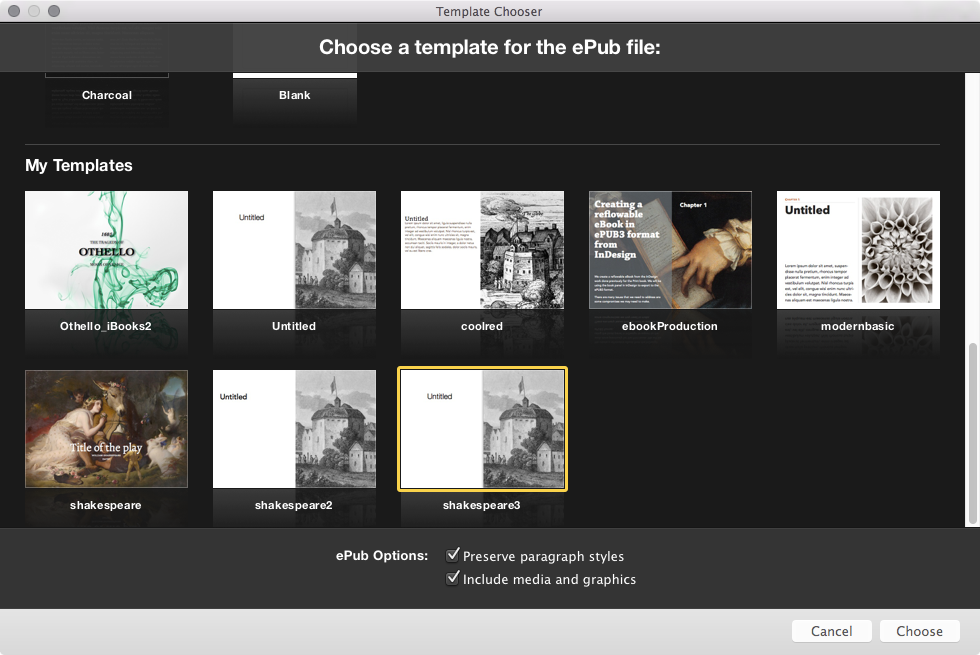 Template Chooser
Choose a template for the ePub file:
Charcoal
Blank
My Templates
1602
THE TRAGEDY OF
OTHELLO
Untitled
Untitled
Creating a
reflowable
eBook in
ePUB3 format
from
InDesign
Chapter 1
Untitled
Othello_iBooks2
Untitled
coolred
ebookProduction
modernbasic
Title of the play
Untitled
Untitled
shakespeare
shakespeare2
shakespeare3
ePub Options:
Preserve paragraph styles
Include media and graphics
Cancel
Choose